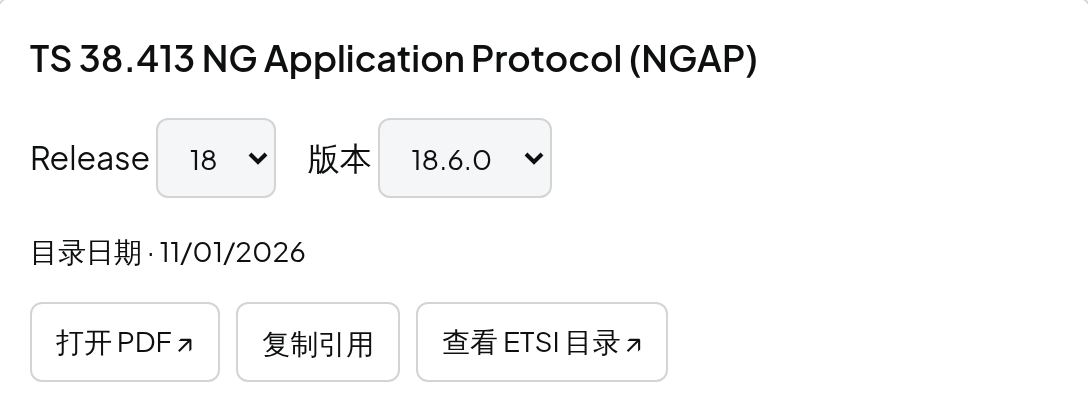 TS 38.413 NG Application Protocol (NGAP)
Release 18 版本 18.6.0
目录日期 · 11/01/2026
打开 PDF↗ 复制引用 查看 ETSI 目录↗